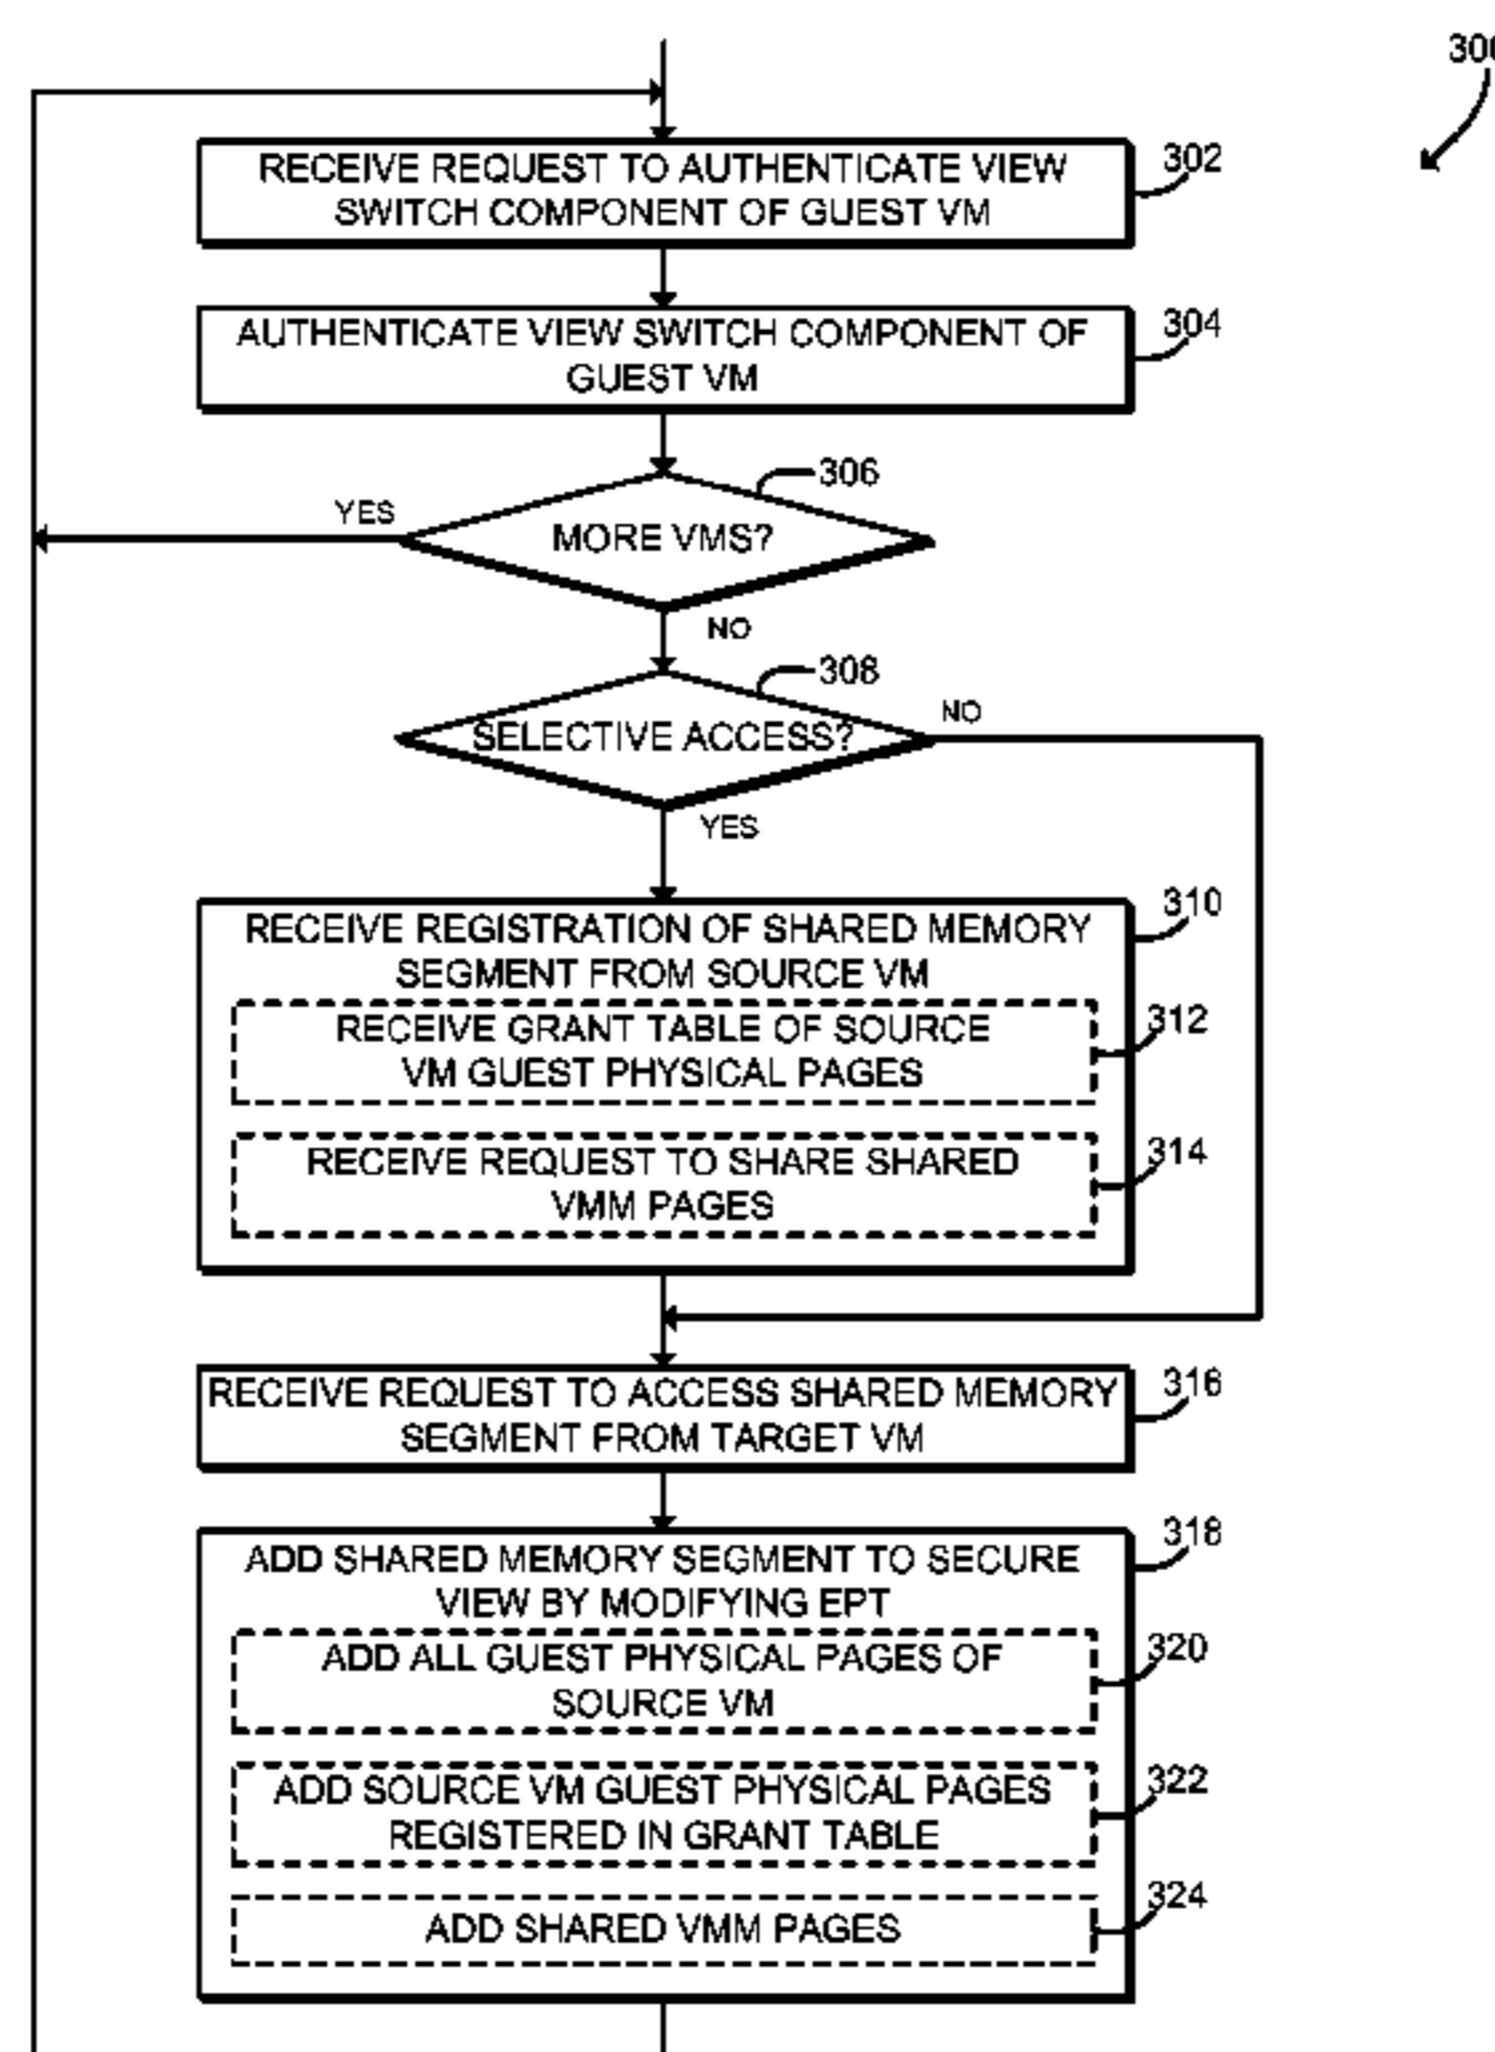 300
RECEIVE REQUEST TO AUTHENTICATE VIEW
SWITCH COMPONENT OF GUEST VM
302
AUTHENTICATE VIEW SWITCH COMPONENT OF
GUEST VM
304
306
YES
MORE VMS?
NO
308
NO
SELECTIVE ACCESS?
YES
310
RECEIVE REGISTRATION OF SHARED MEMORY
SEGMENT FROM SOURCE VM
RECEIVE GRANT TABLE OF SOURCE
VM GUEST PHYSICAL PAGES
312
RECEIVE REQUEST TO SHARE SHARED
VMM PAGES
314
RECEIVE REQUEST TO ACCESS SHARED MEMORY
SEGMENT FROM TARGET VM
316
ADD SHARED MEMORY SEGMENT TO SECURE
VIEW BY MODIFYING EPT
318
ADD ALL GUEST PHYSICAL PAGES OF
SOURCE VM
320
ADD SOURCE VM GUEST PHYSICAL PAGES
REGISTERED IN GRANT TABLE
322
ADD SHARED VMM PAGES
324